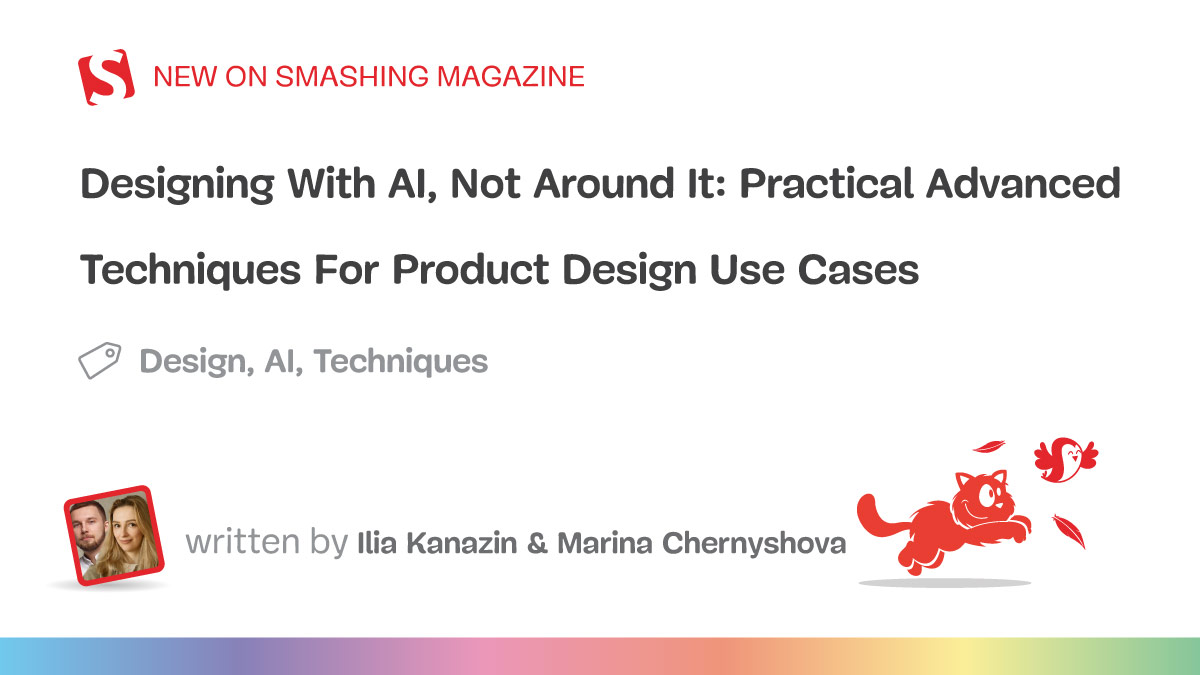 NEW ON SMASHING MAGAZINE
Designing With AI, Not Around It: Practical Advanced
Techniques For Product Design Use Cases
Design, AI, Techniques
written by Ilia Kanazin & Marina Chernyshova